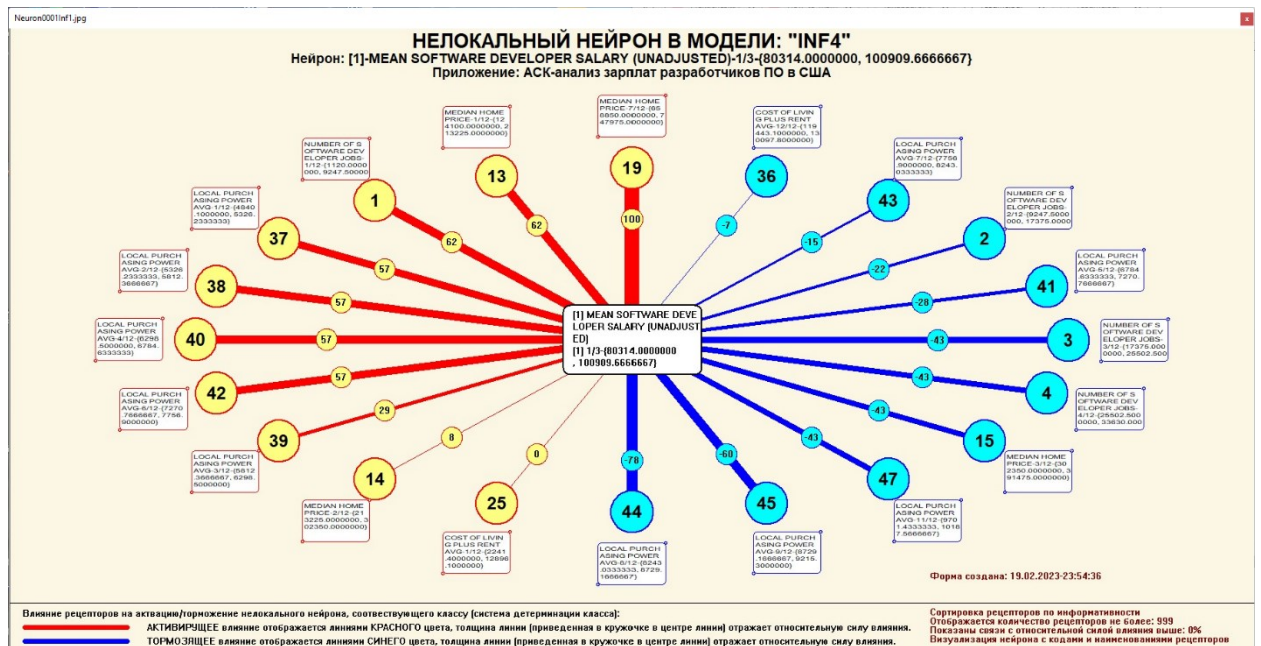 Neuron0001Inf1.jpg
НЕЛОКАЛЬНЫЙ НЕЙРОН В МОДЕЛИ: "INF4"
Нейрон: [1]-MEAN SOFTWARE DEVELOPER SALARY (UNADJUSTED)-1/3-{80314.0000000, 100909.6666667}
Приложение: АСК-анализ зарплат разработчиков ПО в США
MEDIAN HOME
PRICE-7/12-{65
8850.0000000, 7
47975.0000000}
19
100
MEDIAN HOME
PRICE-1/12-{12
4100.0000000, 2
13225.0000000}
13
62
NUMBER OF S
OFTWARE DEV
ELOPER JOBS-
1/12-{1120.0000
000, 9247.50000
1
62
LOCAL PURCH
ASING POWER
AVG-1/12-{4840
.1000000, 5326.
2333333}
37
57
LOCAL PURCH
ASING POWER
AVG-2/12-{5326
.2333333, 5812.
3666667}
38
57
LOCAL PURCH
ASING POWER
AVG-4/12-{6298
.5000000, 6784.
6333333}
40
57
LOCAL PURCH
ASING POWER
AVG-6/12-{7270
.7666667, 7756.
9000000}
42
57
LOCAL PURCH
ASING POWER
AVG-3/12-{5812
.3666667, 6298.
5000000}
39
29
MEDIAN HOME
PRICE-2/12-{21
3225.0000000, 3
02350.0000000}
14
8
COST OF LIVIN
G PLUS RENT
AVG-1/12-{2241
.4000000, 12896
.1000000}
25
0
COST OF LIVIN
G PLUS RENT
AVG-12/12-{119
443.1000000, 13
0097.8000000}
36
-7
LOCAL PURCH
ASING POWER
AVG-7/12-{7756
.9000000, 8243.
0333333}
43
-15
NUMBER OF S
OFTWARE DEV
ELOPER JOBS-
2/12-{9247.5000
000, 17375.0000
2
-22
LOCAL PURCH
ASING POWER
AVG-5/12-{6784
.6333333, 7270.
7666667}
41
-28
NUMBER OF S
OFTWARE DEV
ELOPER JOBS-
3/12-{17375.000
0000, 25502.500
3
-43
NUMBER OF S
OFTWARE DEV
ELOPER JOBS-
4/12-{25502.500
0000, 33630.000
4
-43
MEDIAN HOME
PRICE-3/12-{30
2350.0000000, 3
91475.0000000}
15
-43
LOCAL PURCH
ASING POWER
AVG-11/12-{970
1.4333333, 1018
7.5666667}
47
-43
LOCAL PURCH
ASING POWER
AVG-9/12-{8729
.1666667, 9215.
3000000}
45
-60
LOCAL PURCH
ASING POWER
AVG-8/12-{8243
.0333333, 8729.
1666667}
44
-78
[1] MEAN SOFTWARE DEVE
LOPER SALARY (UNADJUST
ED)
[1] 1/3-{80314.0000000
, 100909.6666667}
Форма создана: 19.02.2023-23:54:36
Влияние рецепторов на активацию/торможение нелокального нейрона, соответствующего классу (система детерминации класса):
АКТИВИРУЩЕЕ влияние отображается линиями КРАСНОГО цвета, толщина линии (приведенная в кружочке в центре линии) отражает относительную силу влияния.
ТОРМОЗЯЩЕЕ влияние отображается линиями СИНЕГО цвета, толщина линии (приведенная в кружочке в центре линии) отражает относительную силу влияния.
Сортировка рецепторов по информативности
Отображается количество рецепторов не более: 999
Показаны связи с относительной силой влияния выше: 0%
Визуализация нейрона с кодами и наименованиями рецепторов